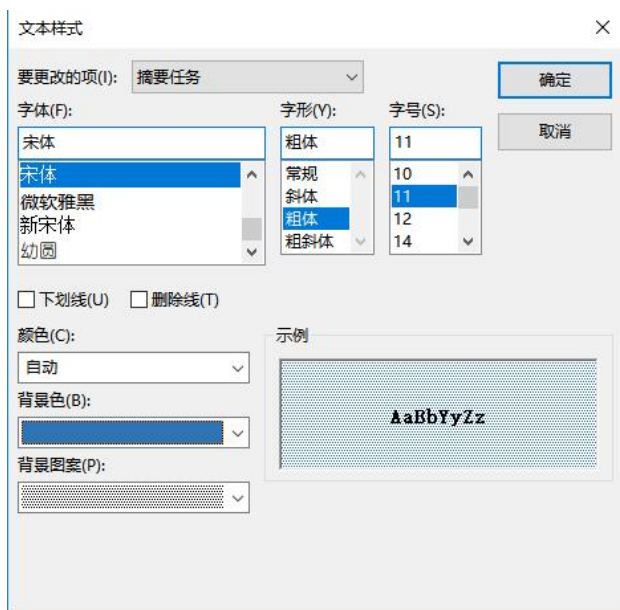 文本样式
要更改的项(I): 摘要任务
确定
字体(F): 字形(Y): 字号(S):
取消
宋体 粗体 11
宋体 常规 10
微软雅黑 斜体 11
新宋体 粗体 12
幼圆 粗斜体 14
下划线(U) 删除线(T)
颜色(C): 示例
自动
背景色(B):
AaBbYyZz
背景图案(P):